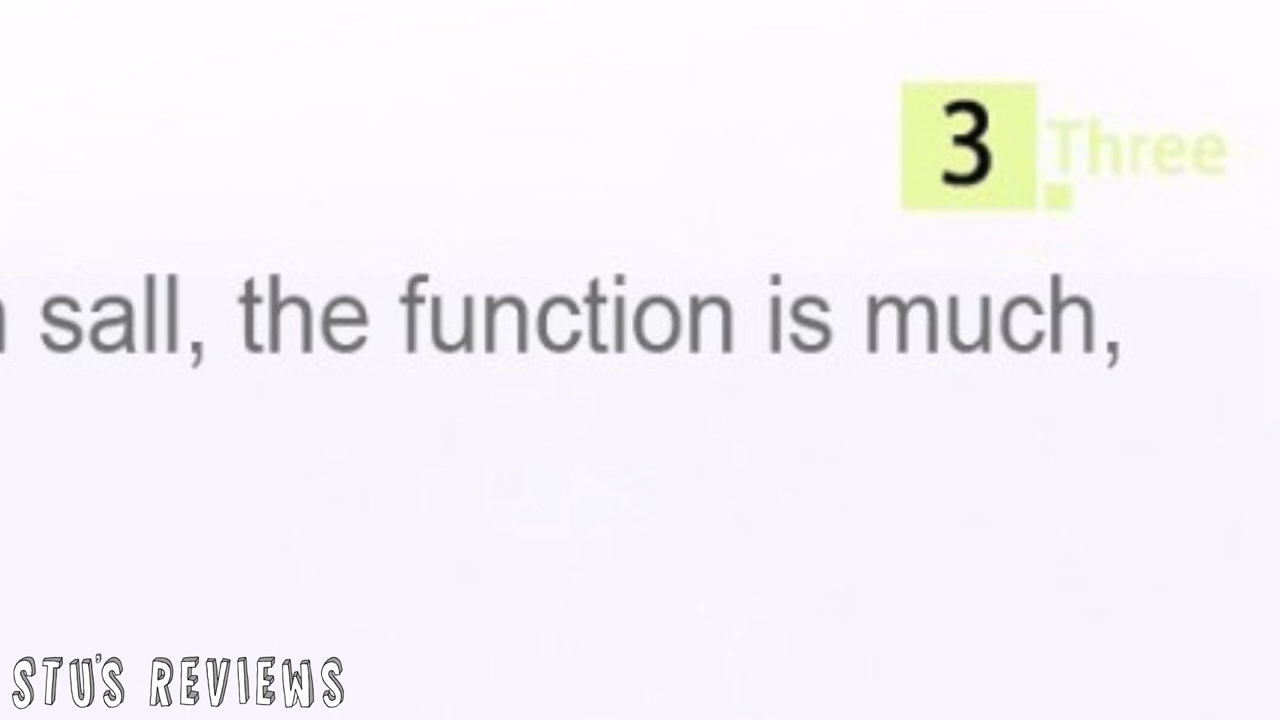 3 Three
sall, the function is much,
STU'S REVIEWS